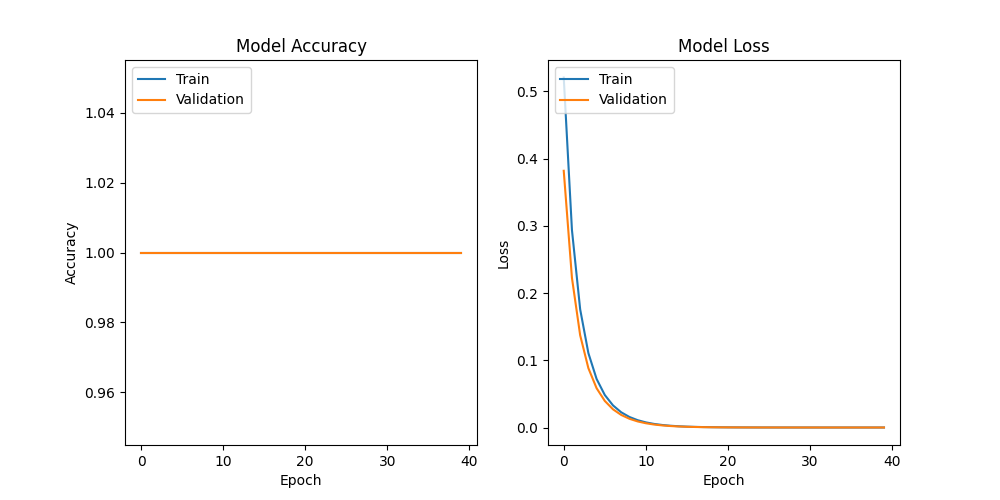 Model Accuracy
Train
Validation
1.04
1.02
1.00
0.98
0.96
Accuracy
0 10 20 30 40
Epoch
Model Loss
Train
Validation
0.5
0.4
0.3
0.2
0.1
0.0
Loss
0 10 20 30 40
Epoch